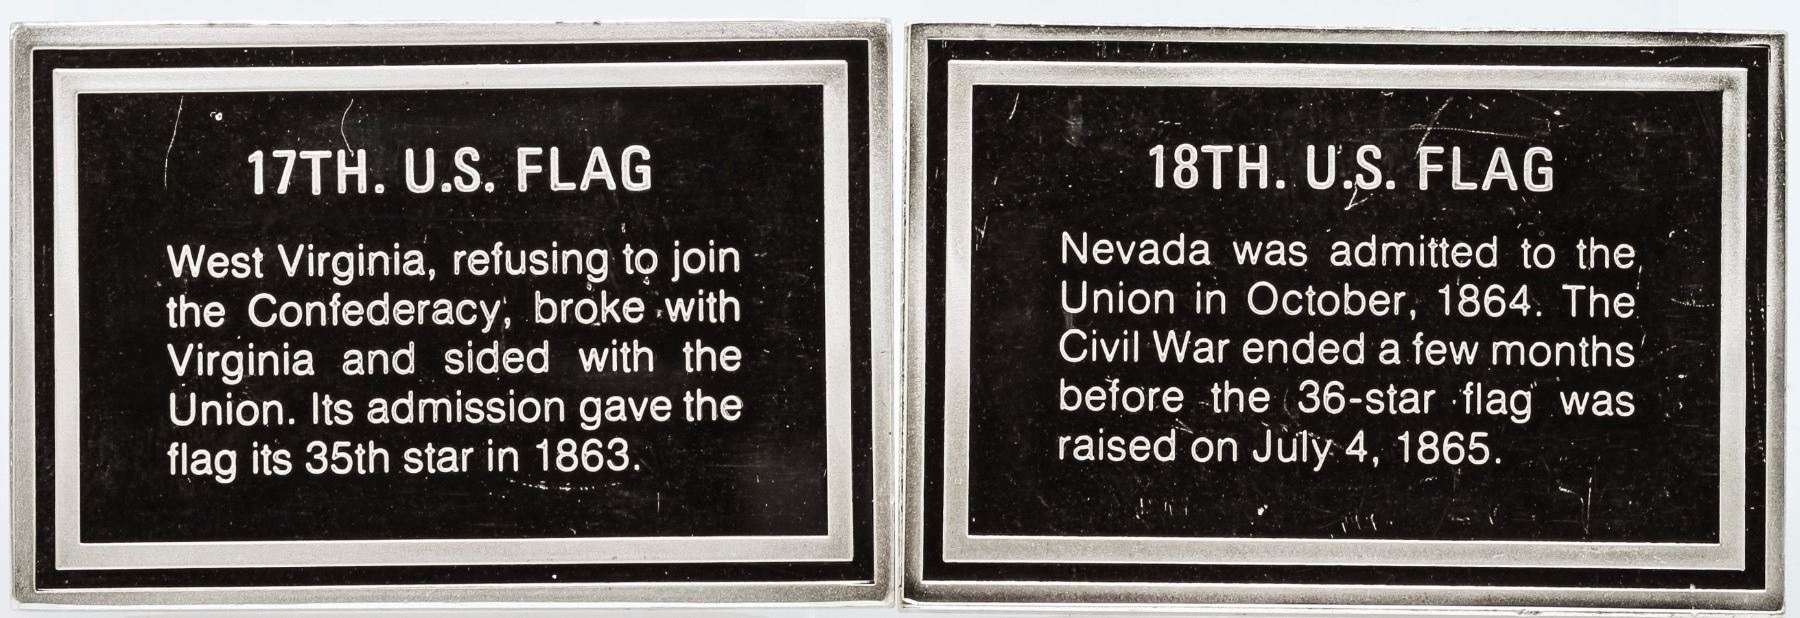 17TH. U.S. FLAG
West Virginia, refusing to join
the Confederacy, broke with
Virginia and sided with the
Union. Its admission gave the
flag its 35th star in 1863.
18TH. U.S. FLAG
Nevada was admitted to the
Union in October, 1864. The
Civil War ended a few months
before the 36-star flag was
raised on July 4, 1865.